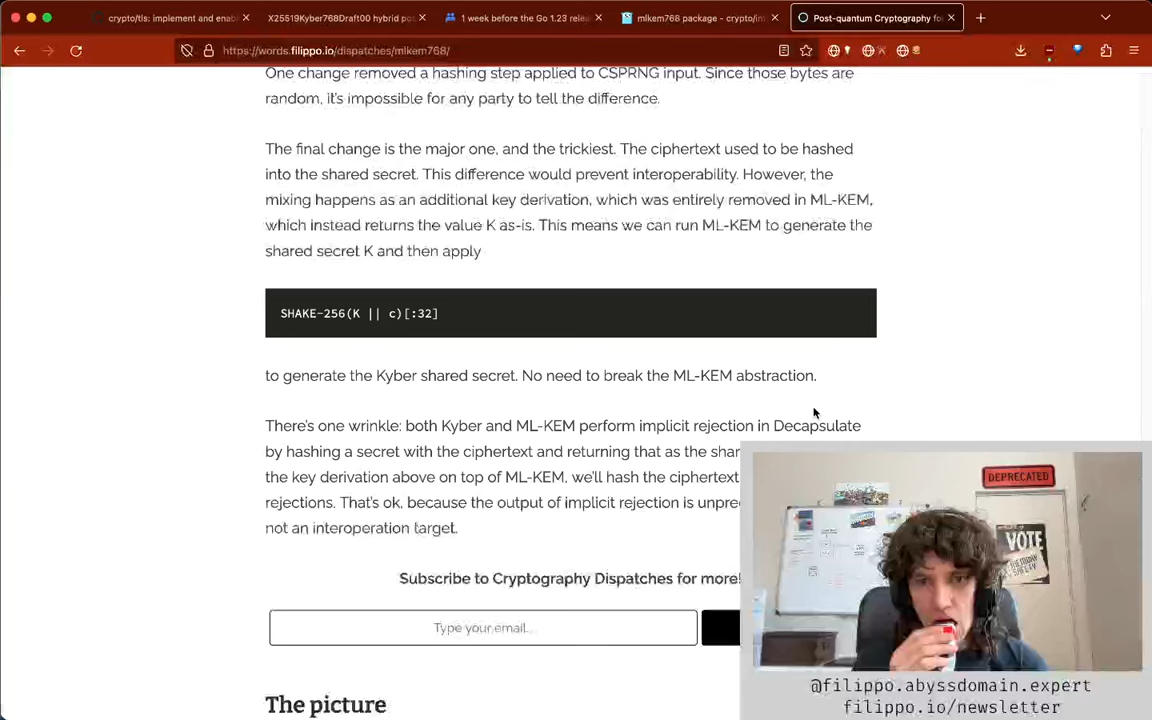 crypto/tls: implement and enab
X25519Kyber768Draft00 hybrid pos
1 week before the Go 1.23 rele
mlkem768 package - crypto/in
Post-quantum Cryptography fo
https://words.filippo.io/dispatches/mlkem768/
One change removed a hashing step applied to CSPRNG input. Since those bytes are
random, it's impossible for any party to tell the difference.
The final change is the major one, and the trickiest. The ciphertext used to be hashed
into the shared secret. This difference would prevent interoperability. However, the
mixing happens as an additional key derivation, which was entirely removed in ML-KEM,
which instead returns the value K as-is. This means we can run ML-KEM to generate the
shared secret K and then apply
SHAKE-256(K || c)[:32]
to generate the Kyber shared secret. No need to break the ML-KEM abstraction.
There's one wrinkle: both Kyber and ML-KEM perform implicit rejection in Decapsulate
by hashing a secret with the ciphertext and returning that as the shar
the key derivation above on top of ML-KEM, we'll hash the ciphertext
rejections. That's ok, because the output of implicit rejection is unpre
not an interoperation target.
Subscribe to Cryptography Dispatches for more!
Type your email...
The picture
DEPRECATED
VOTE
@filippo.abyssdomain.expert
filippo.io/newsletter